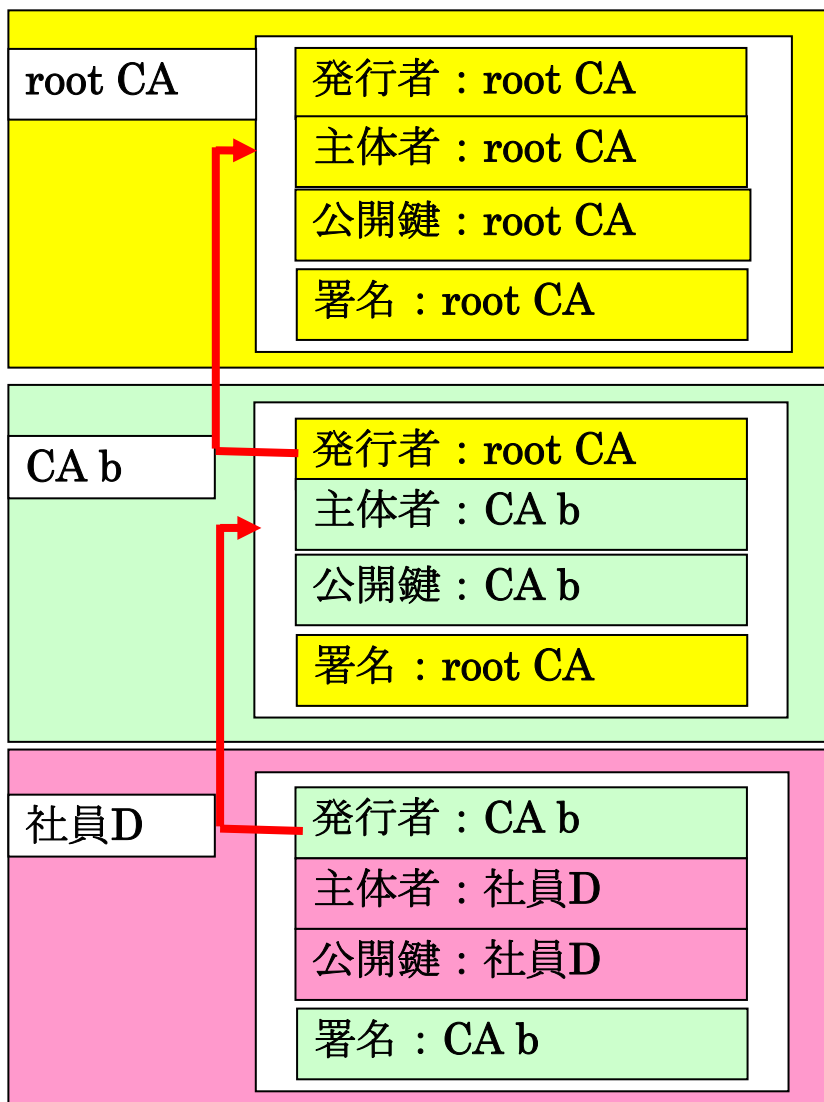 root CA
発行者：root CA
主体者：root CA
公開鍵：root CA
署名：root CA
CA b
発行者：root CA
主体者：CA b
公開鍵：CA b
署名：root CA
社員D
発行者：CA b
主体者：社員D
公開鍵：社員D
署名：CA b